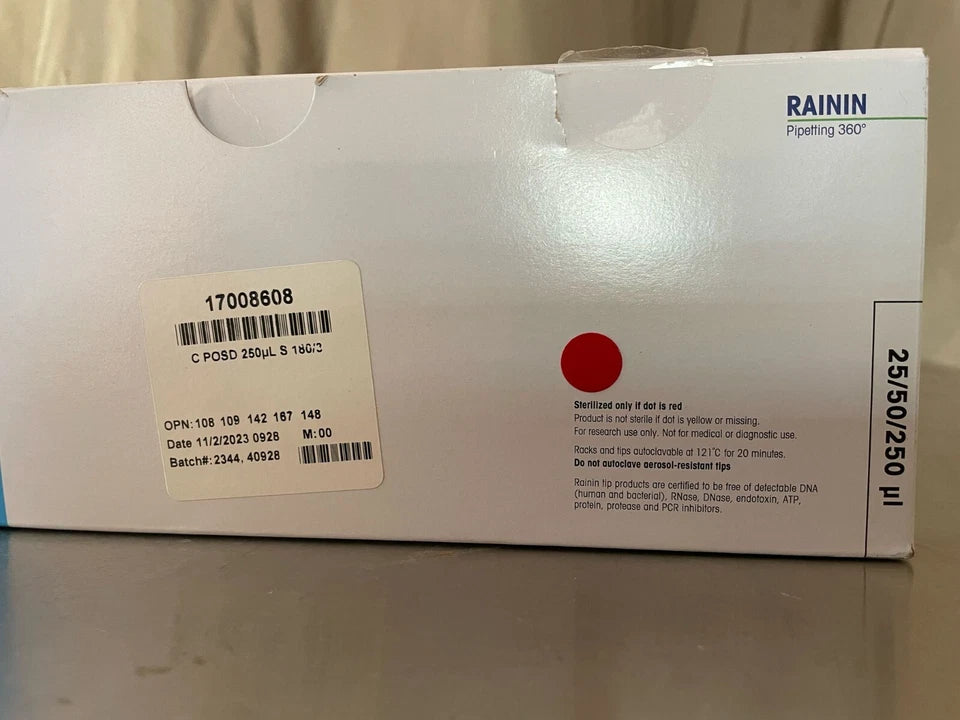 RAININ
Pipetting 360°
17008608
C POSD 250µL S 180/3
OPN: 108 109 142 167 148
Date 11/2/2023 0928 M: 00
Batch#: 2344, 40928
Sterilized only if dot is red
Product is not sterile if dot is yellow or missing.
For research use only. Not for medical or diagnostic use.
Racks and tips autoclavable at 121°C for 20 minutes.
Do not autoclave aerosol-resistant tips
Rainin tip products are certified to be free of detectable DNA
(human and bacterial), RNase, DNase, endotoxin, ATP,
protein, protease and PCR inhibitors.
25/50/250 µl